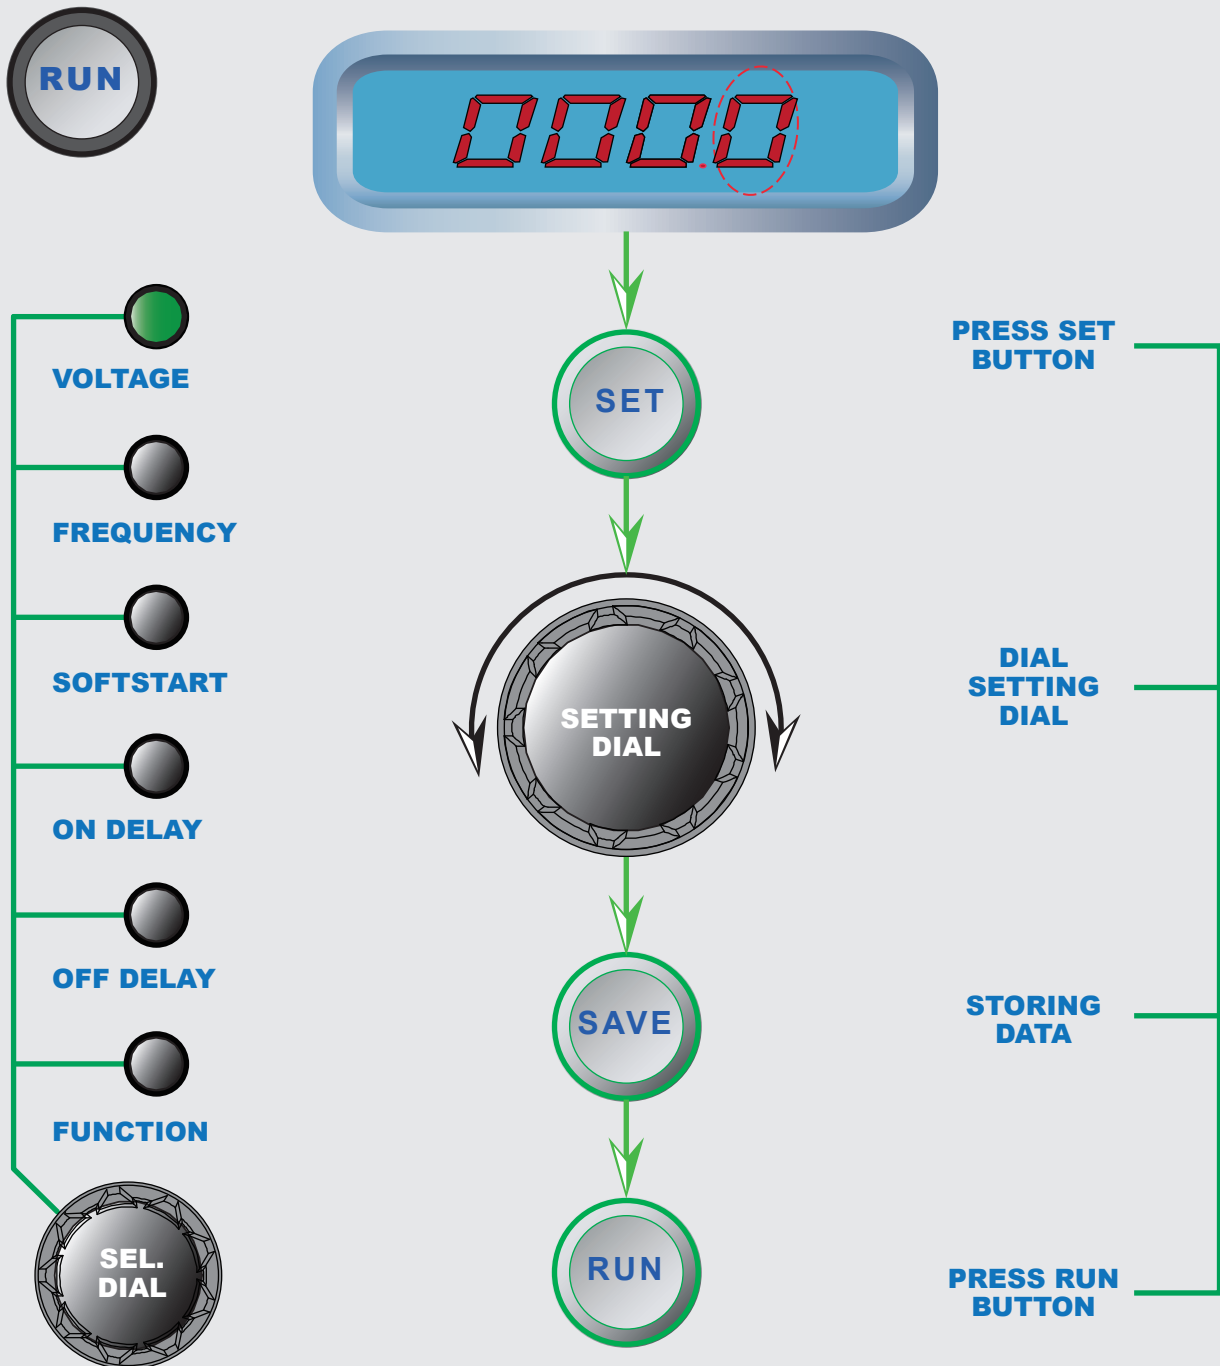 RUN
000.0
VOLTAGE
FREQUENCY
SOFTSTART
ON DELAY
OFF DELAY
FUNCTION
SEL.
DIAL
SET
SETTING
DIAL
SAVE
RUN
PRESS SET
BUTTON
DIAL
SETTING
DIAL
STORING
DATA
PRESS RUN
BUTTON